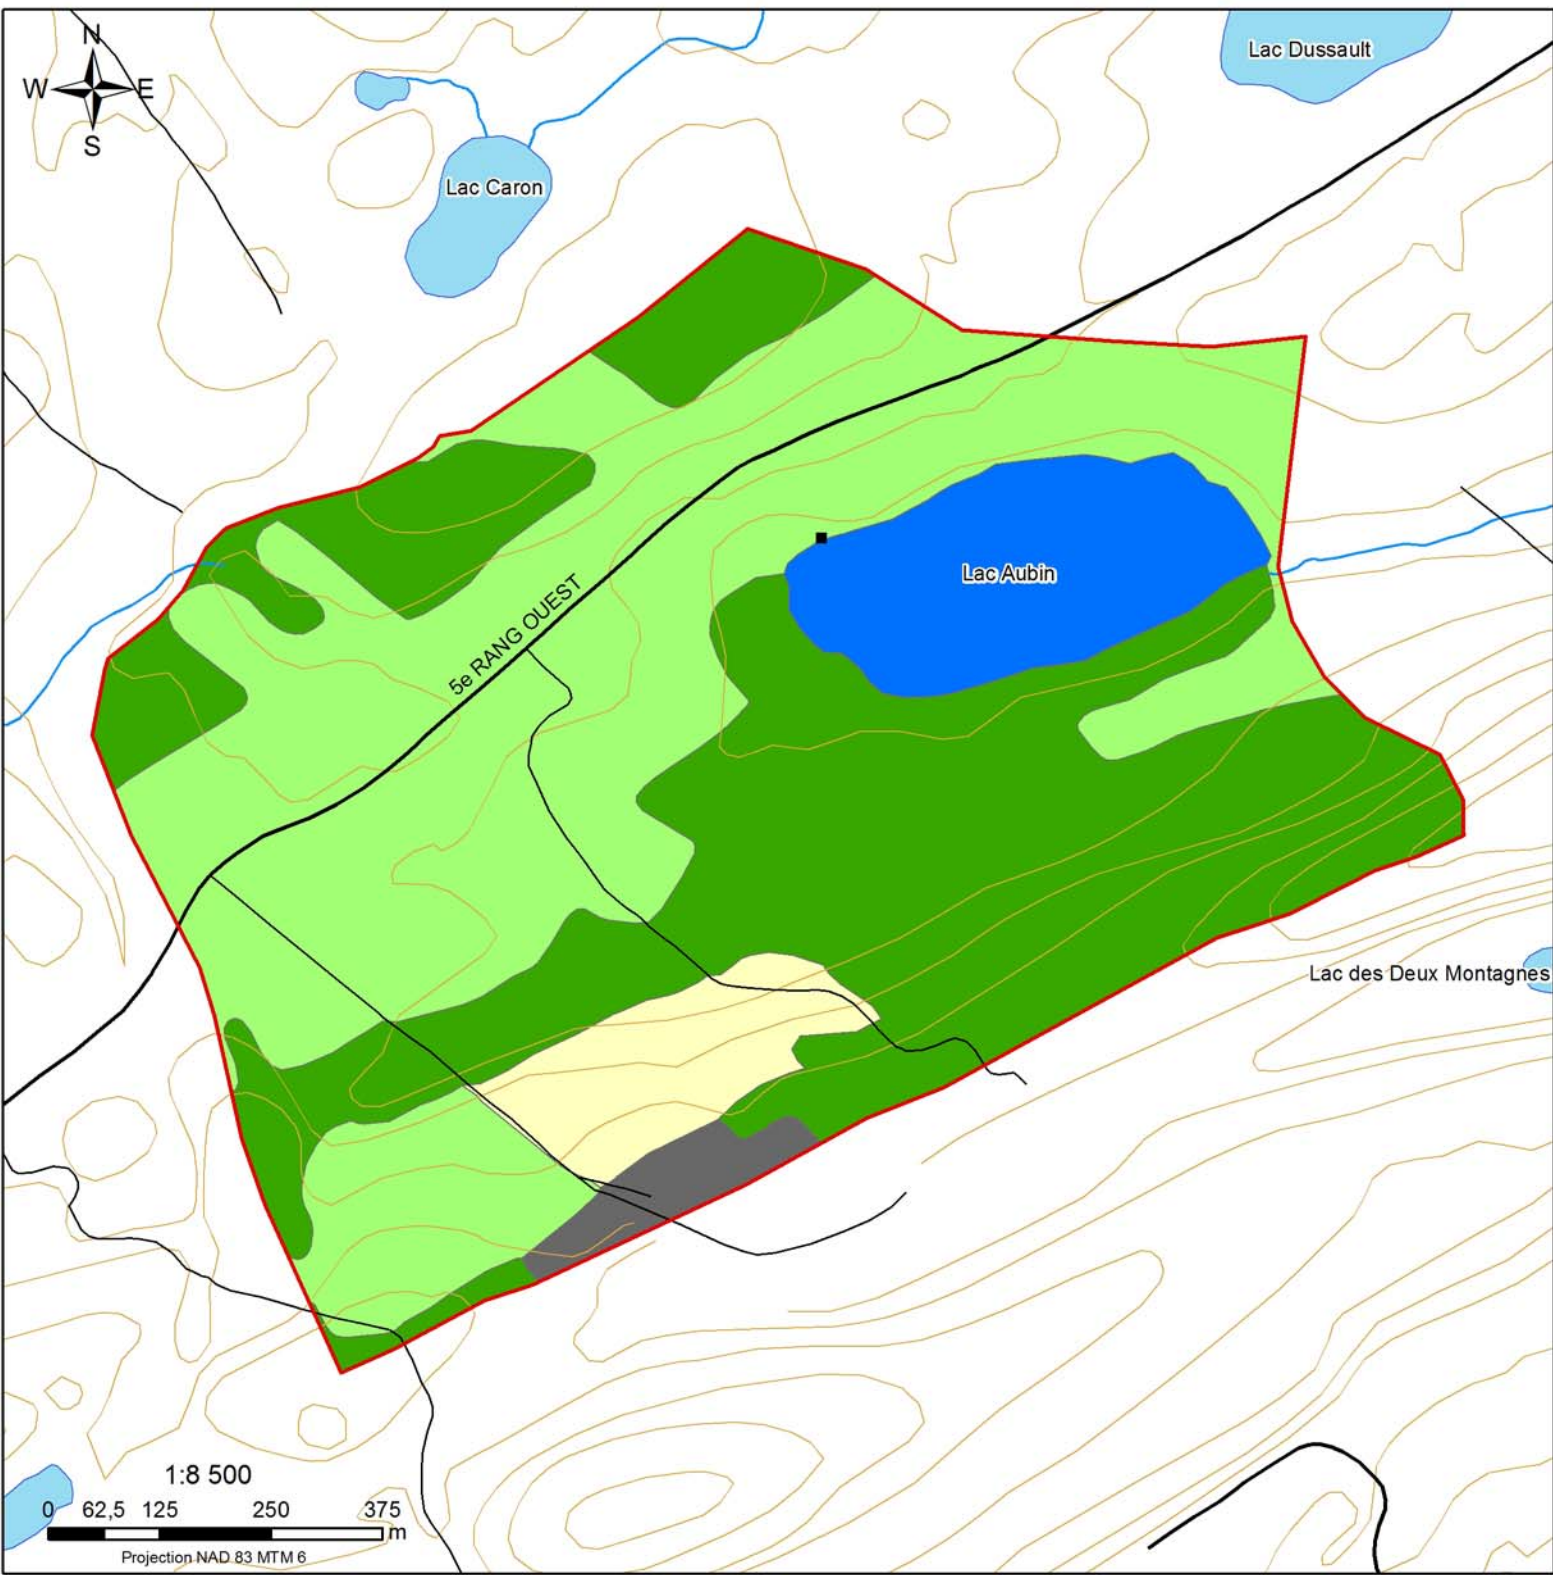 N
Lac Dussault
W E
S
Lac Caron
Lac Aubin
5e RANG OUEST
Lac des Deux Montagnes
1:8 500
0 62,5 125 250 375
m
Projection NAD 83 MTM 6